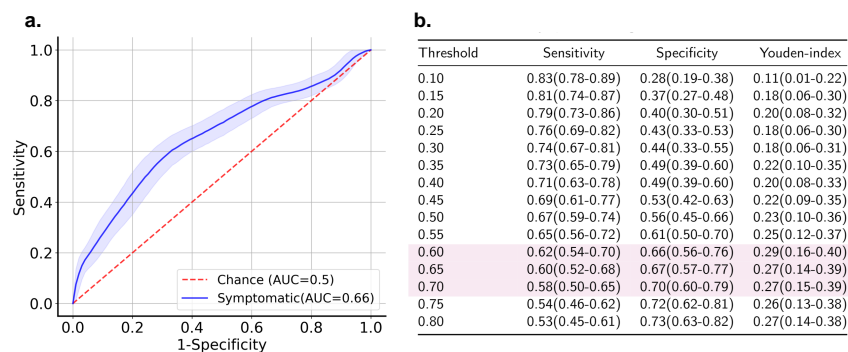 a.
1.0
0.8
0.6
0.4
0.2
0.0
Sensitivity
Chance (AUC=0.5)
Symptomatic(AUC=0.66)
0.0 0.2 0.4 0.6 0.8 1.0
1-Specificity
b.
Threshold Sensitivity Specificity Youden-index
0.10 0.83(0.78-0.89) 0.28(0.19-0.38) 0.11(0.01-0.22)
0.15 0.81(0.74-0.87) 0.37(0.27-0.48) 0.18(0.06-0.30)
0.20 0.79(0.73-0.86) 0.40(0.30-0.51) 0.20(0.08-0.32)
0.25 0.76(0.69-0.82) 0.43(0.33-0.53) 0.18(0.06-0.30)
0.30 0.74(0.67-0.81) 0.44(0.33-0.55) 0.18(0.06-0.31)
0.35 0.73(0.65-0.79) 0.49(0.39-0.60) 0.22(0.10-0.35)
0.40 0.71(0.63-0.78) 0.49(0.39-0.60) 0.20(0.08-0.33)
0.45 0.69(0.61-0.77) 0.53(0.42-0.63) 0.22(0.09-0.35)
0.50 0.67(0.59-0.74) 0.56(0.45-0.66) 0.23(0.10-0.36)
0.55 0.65(0.56-0.72) 0.61(0.50-0.70) 0.25(0.12-0.37)
0.60 0.62(0.54-0.70) 0.66(0.56-0.76) 0.29(0.16-0.40)
0.65 0.60(0.52-0.68) 0.67(0.57-0.77) 0.27(0.14-0.39)
0.70 0.58(0.50-0.65) 0.70(0.60-0.79) 0.27(0.15-0.39)
0.75 0.54(0.46-0.62) 0.72(0.62-0.81) 0.26(0.13-0.38)
0.80 0.53(0.45-0.61) 0.73(0.63-0.82) 0.27(0.14-0.38)